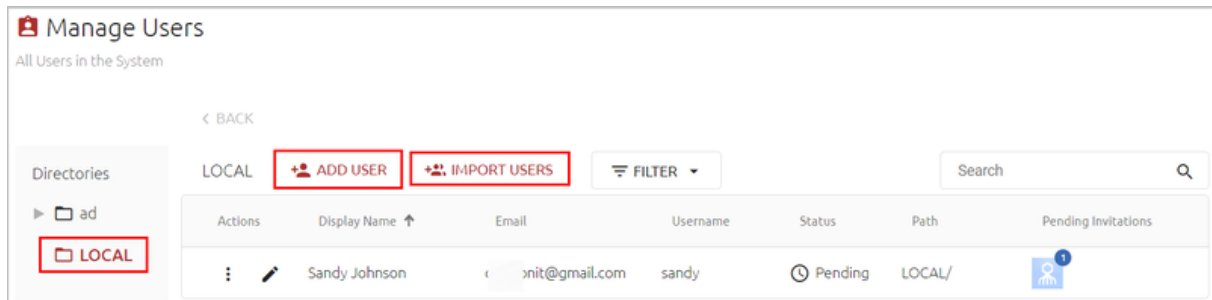 Manage Users
All Users in the System
< BACK
Directories
ad
LOCAL
LOCAL ADD USER IMPORT USERS FILTER Search
Actions Display Name Email Username Status Path Pending Invitations
Sandy Johnson onit@gmail.com sandy Pending LOCAL/ 1